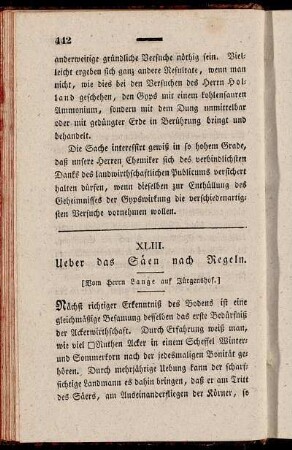 442
anderweitige gründliche Versuche nöthig sein. Viel-
leicht ergeben sich ganz andere Resultate, wenn man
nicht, wie dies bei den Versuchen des Herrn Hol-
land geschehen, den Gyps mit einem kohlensauren
Ammonium, sondern mit dem Dung unmittelbar
oder mit gedüngter Erde in Berührung bringt und
behandelt.
Die Sache interessirt gewiß in so hohem Grade,
daß unsere Herren Chemiker sich des verbindlichsten
Danks des landwirthschaftlichen Publicums versichert
halten dürfen, wenn dieselben zur Enthüllung des
Geheimnisses der Gypswirkung die verschiedenarti-
gsten Versuche vornehmen wollen.
XLIII.
Ueber das Säen nach Regeln.
[Vom Herrn Lange auf Jürgenshof.]
Nächst richtiger Erkenntniß des Bodens ist eine
gleichmäßige Besamung desselben das erste Bedürfniß
der Ackerwirthschaft. Durch Erfahrung weiß man,
wie viel □Ruthen Acker in einem Scheffel Winter-
und Sommerkorn nach der jedesmaligen Bonität ge-
hören. Durch mehrjährige Uebung kann der scharf-
sichtige Landmann es dahin bringen, daß er am Tritt
des Säers, am Auseinanderfliegen der Körner, so